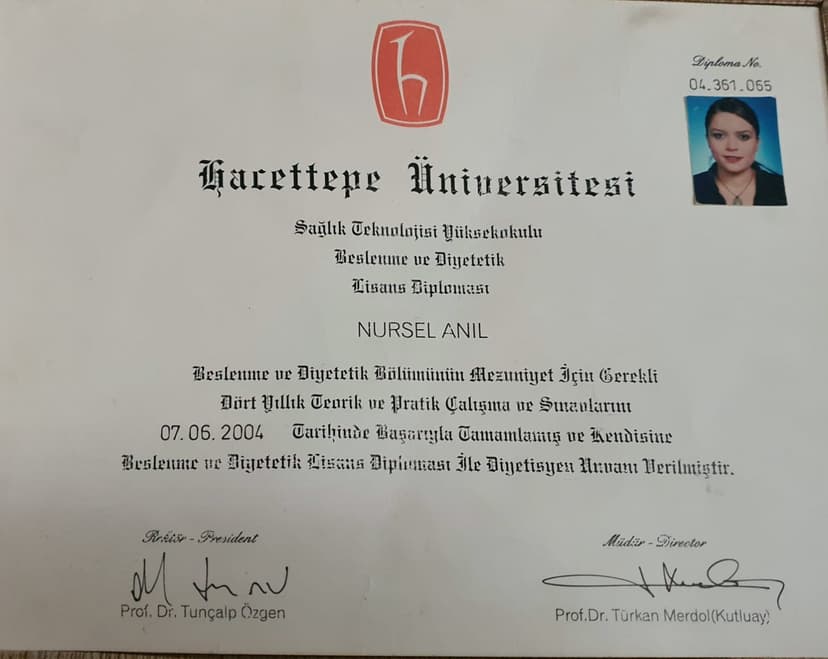 Diploma No.
04.361.055
Hacettepe Üniversitesi
Sağlık Teknolojisi Yüksekokulu
Beslenme ve Diyetetik
Lisans Diploması
NURSEL ANIL
Beslenme ve Diyetetik Bölümünün Mezuniyet İçin Gerekli
Dört Yıllık Teorik ve Pratik Çalışma ve Sınavlarını
07.06.2004 Tarihinde Başarıyla Tamamlamış ve Kendisine
Beslenme ve Diyetetik Lisans Diploması İle Diyetisyen Unvanı Verilmiştir.
Rektör - President
Müdür - Director
Prof. Dr. Tunçalp Özgen
Prof.Dr. Türkan Merdol(Kutluay)